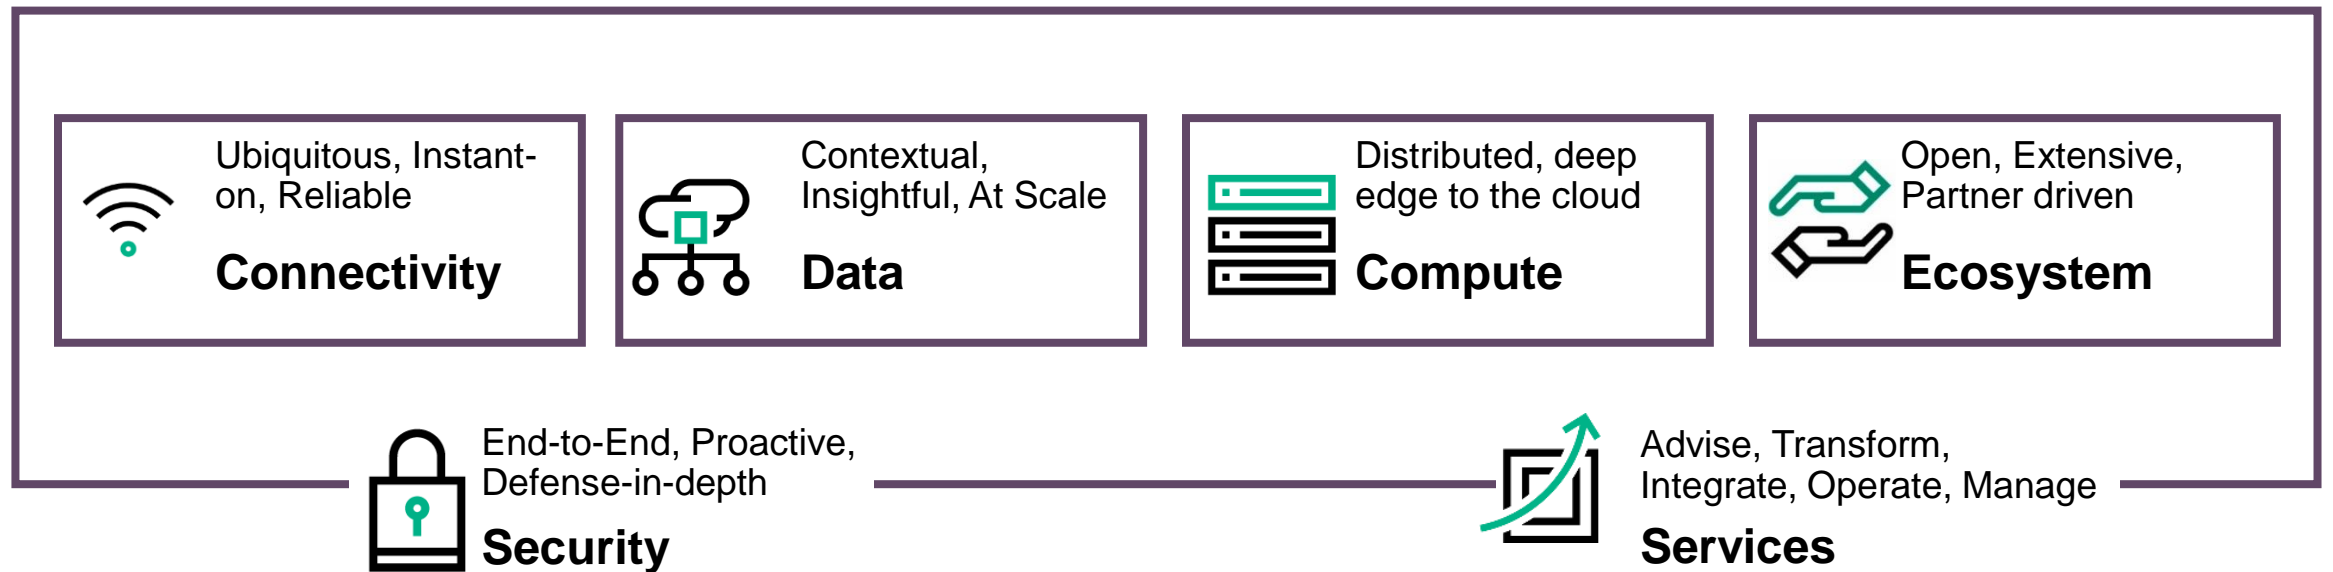 Ubiquitous, Instant-
on, Reliable
Connectivity
Contextual,
Insightful, At Scale
Data
Distributed, deep
edge to the cloud
Compute
Open, Extensive,
Partner driven
Ecosystem
End-to-End, Proactive,
Defense-in-depth
Security
Advise, Transform,
Integrate, Operate, Manage
Services